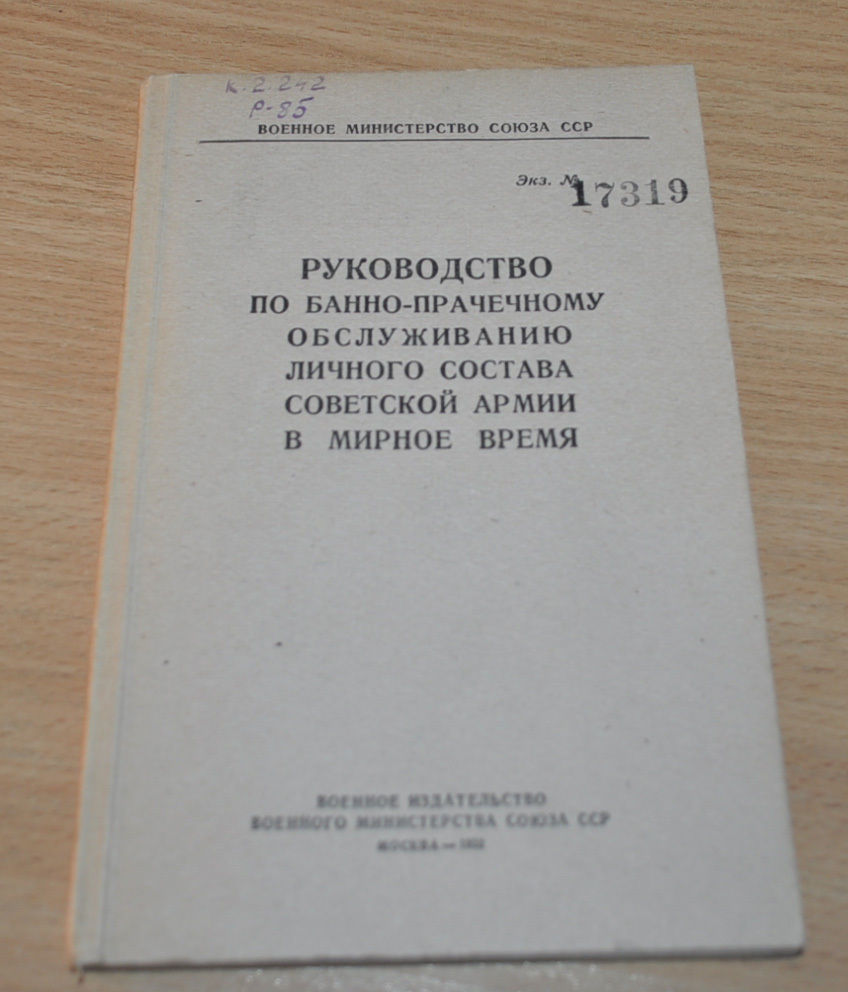 К.2.242
Р-85
ВОЕННОЕ МИНИСТЕРСТВО СОЮЗА ССР
Экз. № 17319
РУКОВОДСТВО
ПО БАННО-ПРАЧЕЧНОМУ
ОБСЛУЖИВАНИЮ
ЛИЧНОГО СОСТАВА
СОВЕТСКОЙ АРМИИ
В МИРНОЕ ВРЕМЯ
ВОЕННОЕ ИЗДАТЕЛЬСТВО
ВОЕННОГО МИНИСТЕРСТВА СОЮЗА ССР
МОСКВА — 1952